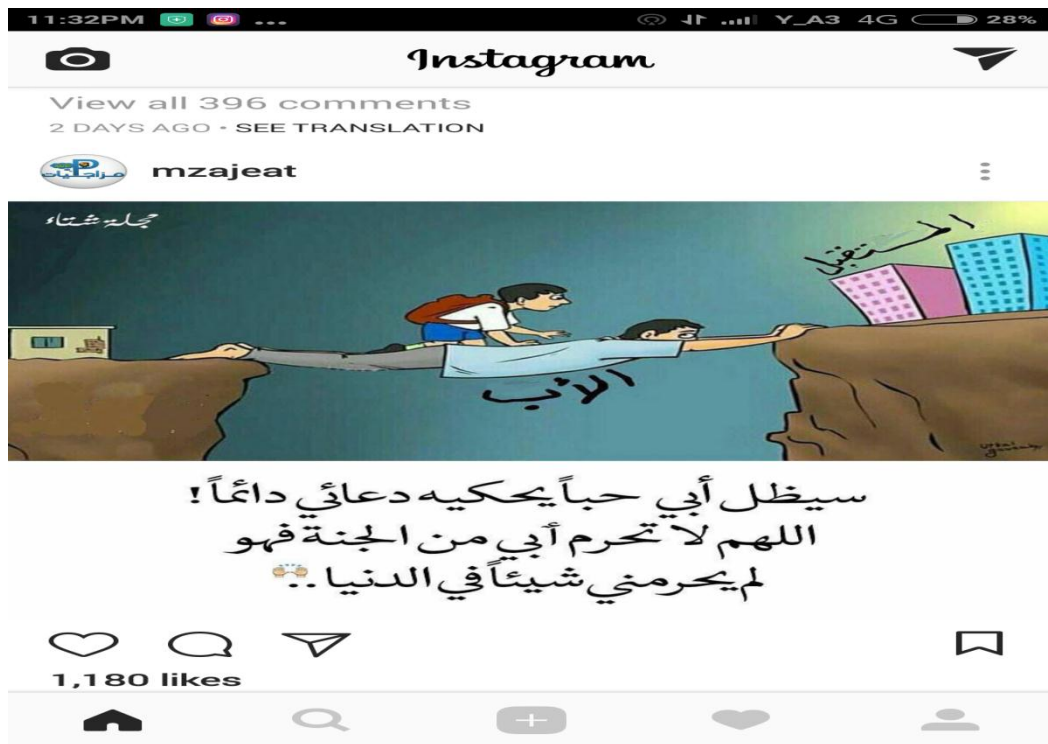 11:32PM ... Y_A3 4G 28%
Instagram
View all 396 comments
2 DAYS AGO • SEE TRANSLATION
مزاجيات
mzajeat
مجلة شتاء
المستقبل
الأب
سيظل أبي حباً يحكيه دعائي دائماً!
اللهم لا تحرم أبي من الجنة فهو
لم يحرمني شيئاً في الدنيا..🙌🏼
1,180 likes